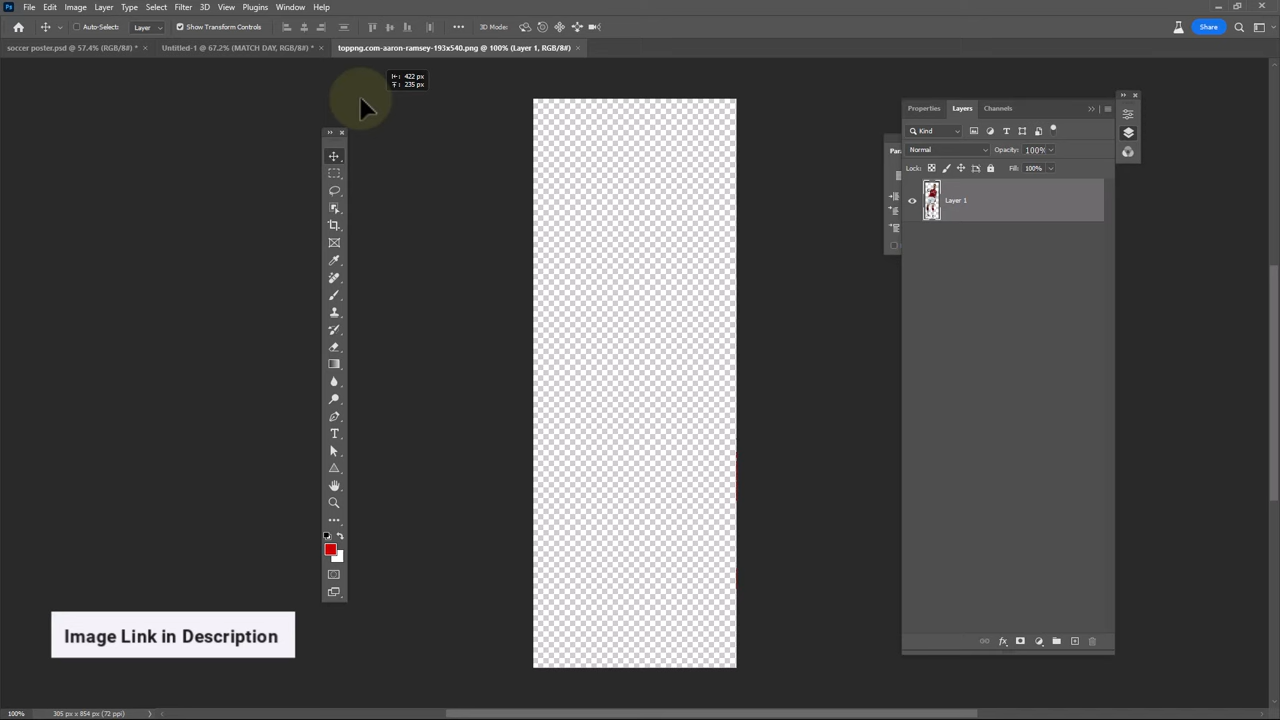 Ps File Edit Image Layer Type Select Filter 3D View Plugins Window Help
Auto-Select: Layer Show Transform Controls 3D Mode: Share
soccer poster.psd @ 57.4% (RGB/8#) * × Untitled-1 @ 67.2% (MATCH DAY, RGB/8#) * × toppng.com-aaron-ramsey-193x540.png @ 100% (Layer 1, RGB/8#) ×
422 px
235 px
Properties Layers Channels
Kind
Par
Normal Opacity: 100%
Lock: Fill: 100%
Layer 1
T
fx
Image Link in Description
100% 305 px x 854 px (72 ppi)